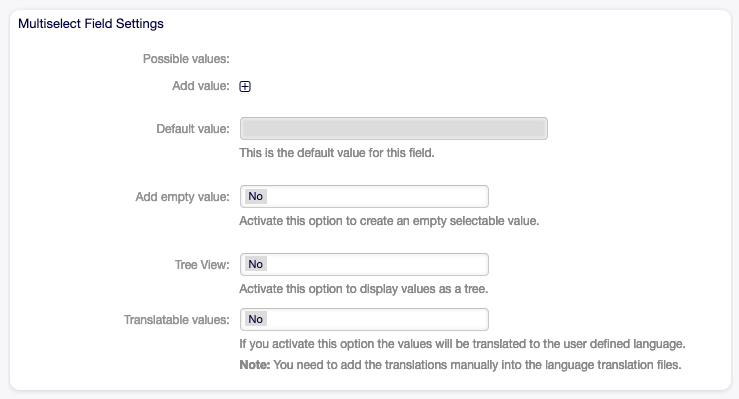 Multiselect Field Settings
Possible values:
Add value:
Default value:
This is the default value for this field.
Add empty value: No
Activate this option to create an empty selectable value.
Tree View: No
Activate this option to display values as a tree.
Translatable values: No
If you activate this option the values will be translated to the user defined language.
Note: You need to add the translations manually into the language translation files.